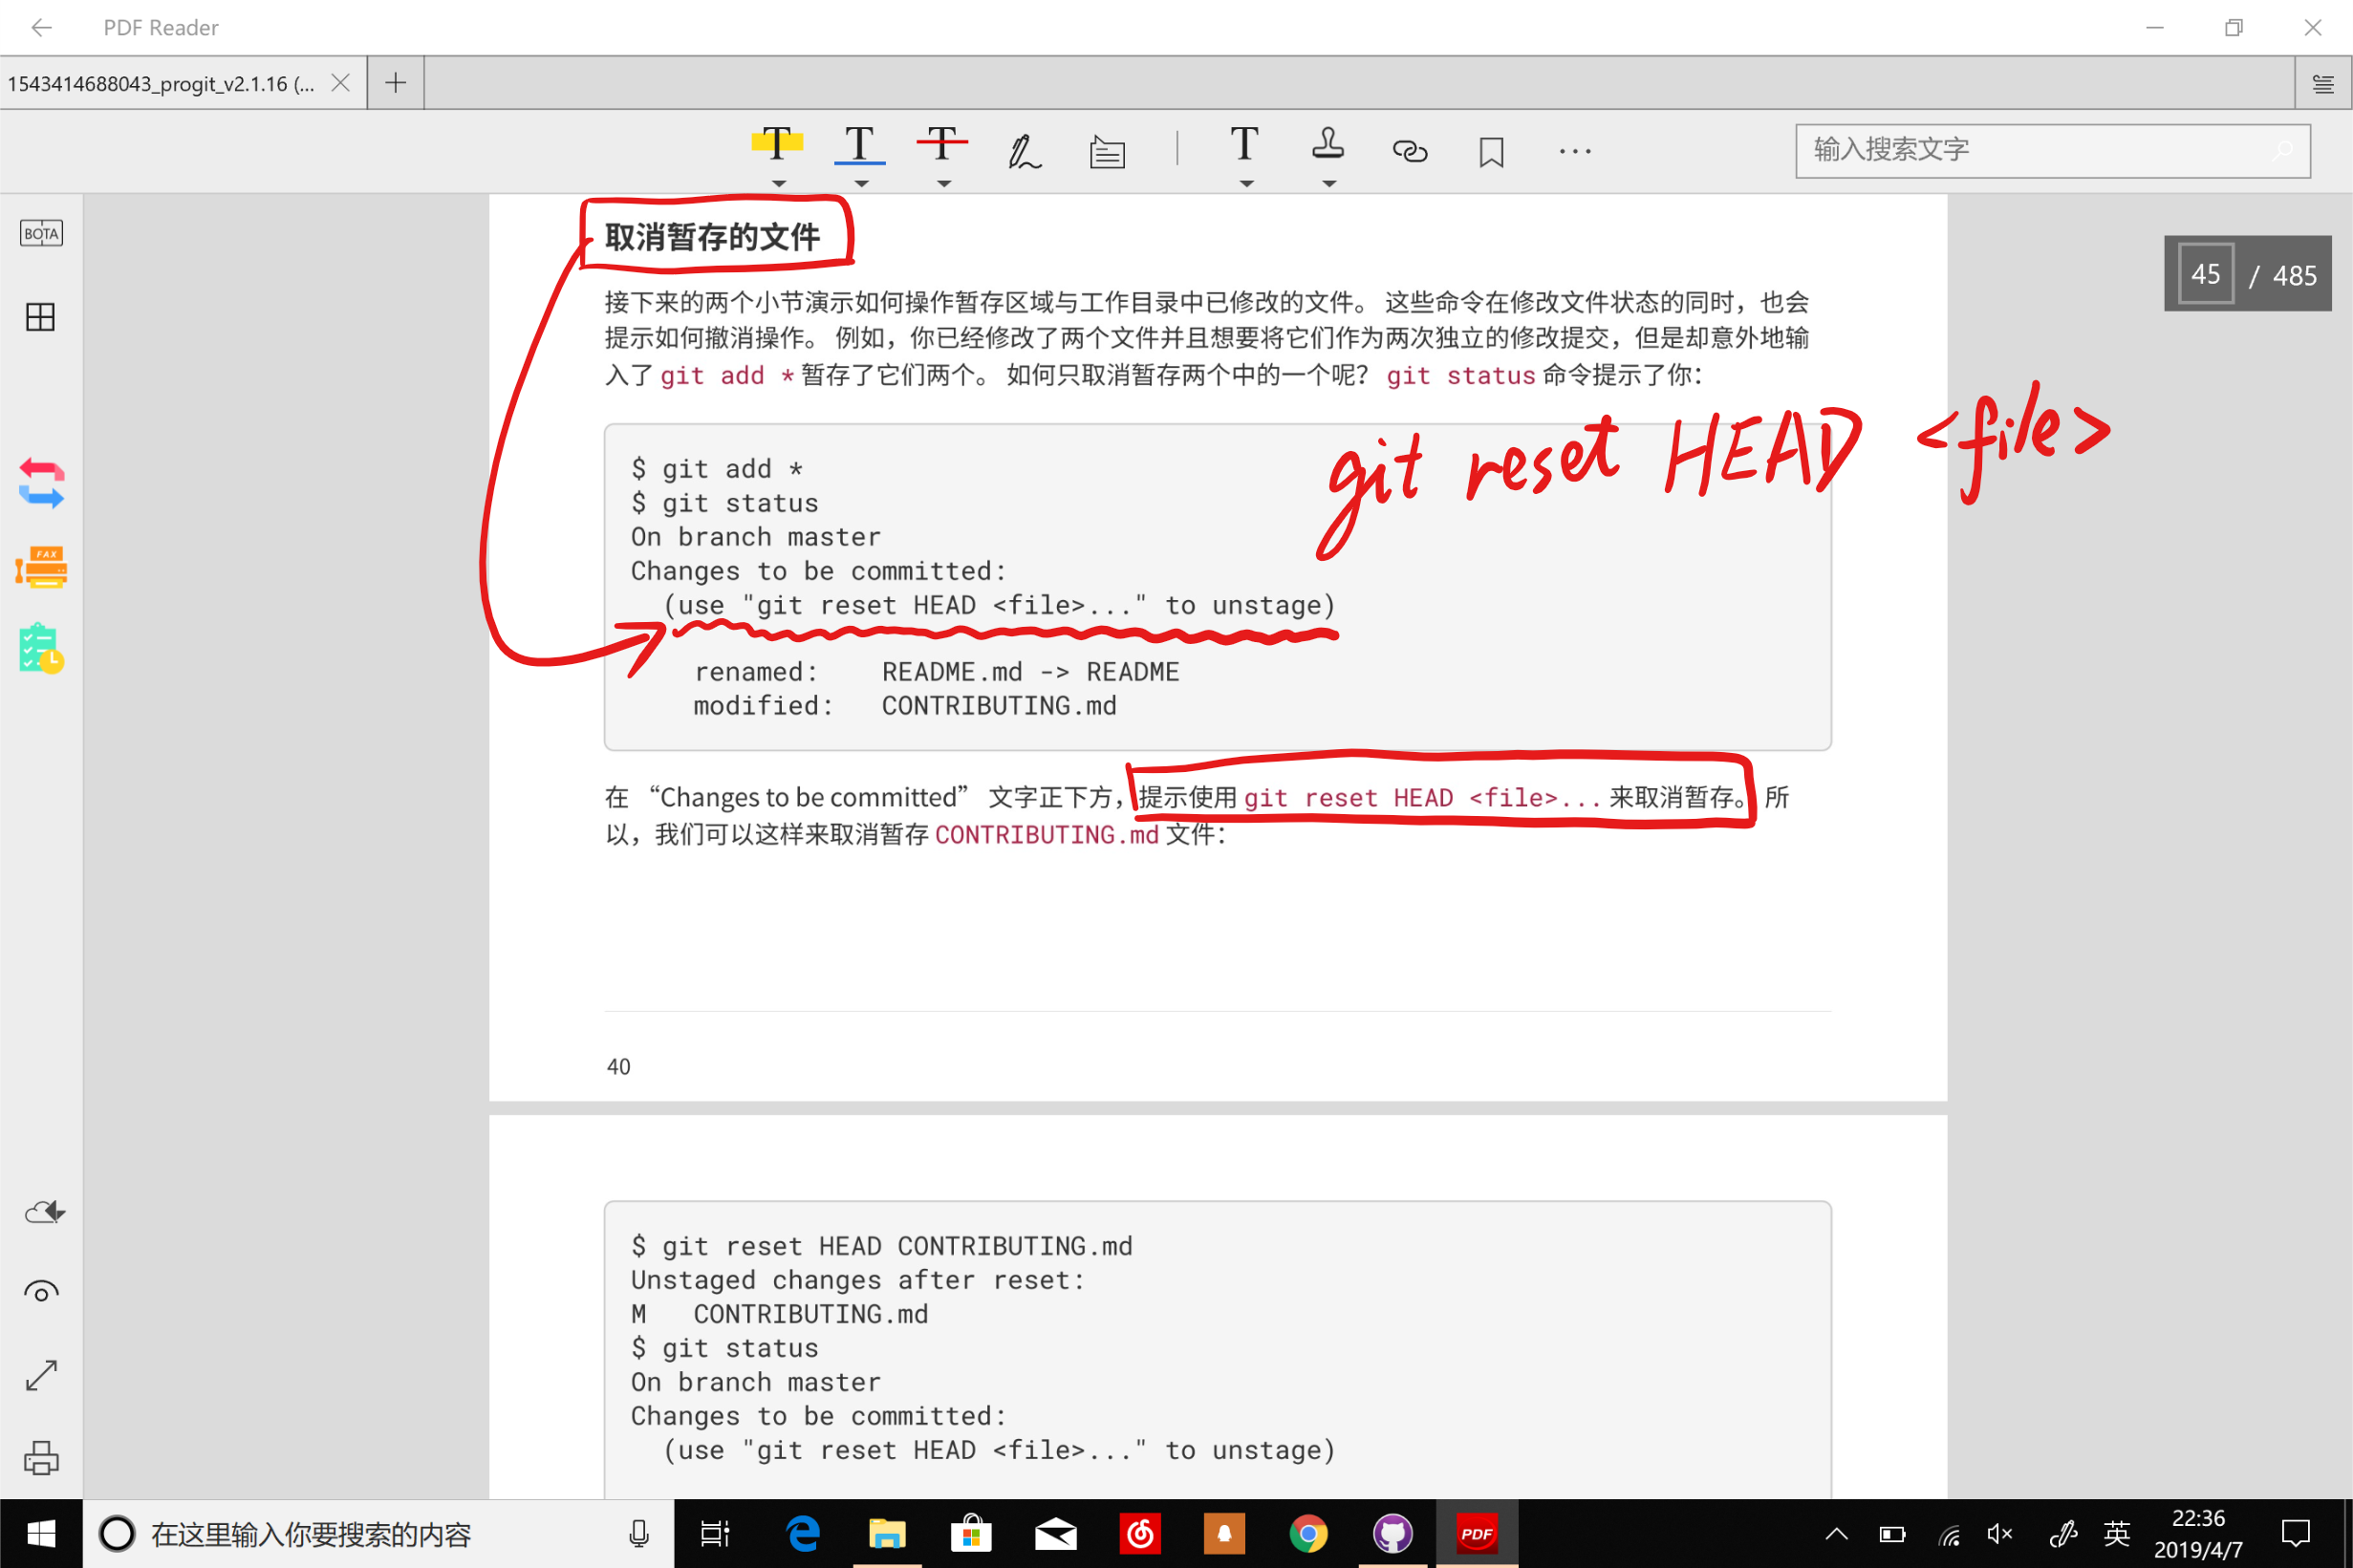 PDF Reader
1543414688043_progit_v2.1.16 (...
T T T T
输入搜索文字
BOTA
45 / 485
FAX
取消暂存的文件
接下来的两个小节演示如何操作暂存区域与工作目录中已修改的文件。 这些命令在修改文件状态的同时，也会
提示如何撤消操作。 例如，你已经修改了两个文件并且想要将它们作为两次独立的修改提交，但是却意外地输
入了 git add * 暂存了它们两个。 如何只取消暂存两个中的一个呢？ git status 命令提示了你：
git reset HEAD <file>
$ git add *
$ git status
On branch master
Changes to be committed:
  (use "git reset HEAD <file>..." to unstage)
    renamed:    README.md -> README
    modified:   CONTRIBUTING.md
在 “Changes to be committed” 文字正下方，提示使用 git reset HEAD <file>... 来取消暂存。 所
以，我们可以这样来取消暂存 CONTRIBUTING.md 文件：
40
$ git reset HEAD CONTRIBUTING.md
Unstaged changes after reset:
M   CONTRIBUTING.md
$ git status
On branch master
Changes to be committed:
  (use "git reset HEAD <file>..." to unstage)
在这里输入你要搜索的内容
PDF
英
22:36
2019/4/7